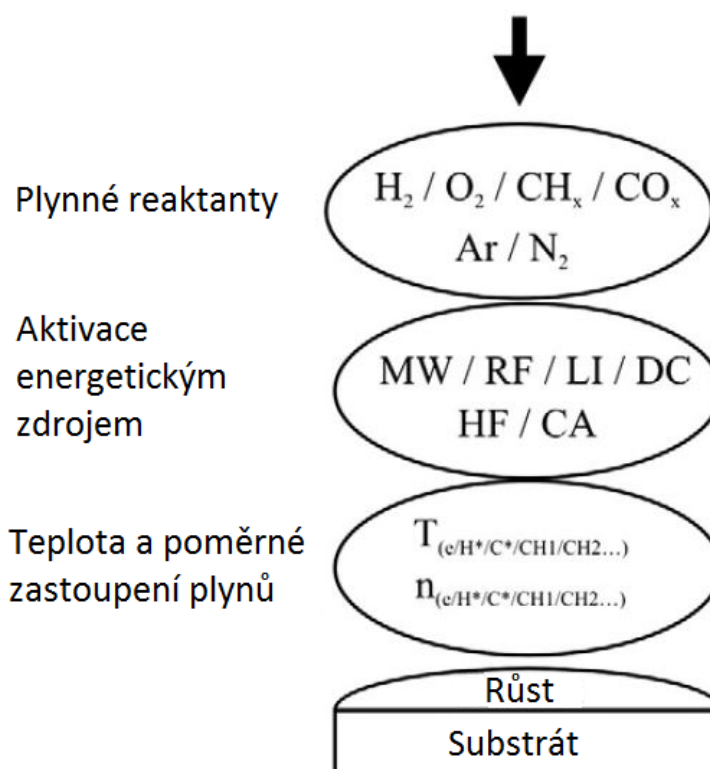 Plynné reaktanty
H₂ / O₂ / CHₓ / COₓ
Ar / N₂
Aktivace
energetickým
zdrojem
MW / RF / LI / DC
HF / CA
Teplota a poměrné
zastoupení plynů
T(e/H*/C*/CH1/CH2...)
n(e/H*/C*/CH1/CH2...)
Růst
Substrát